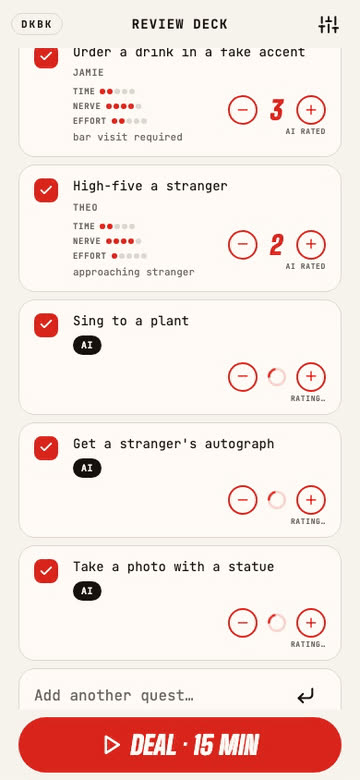 DKBK
REVIEW DECK
Order a drink in a fake accent
JAMIE
TIME
NERVE
EFFORT
3
AI RATED
bar visit required
High-five a stranger
THEO
TIME
NERVE
EFFORT
2
AI RATED
approaching stranger
Sing to a plant
AI
RATING…
Get a stranger's autograph
AI
RATING…
Take a photo with a statue
AI
RATING…
Add another quest…
DEAL · 15 MIN